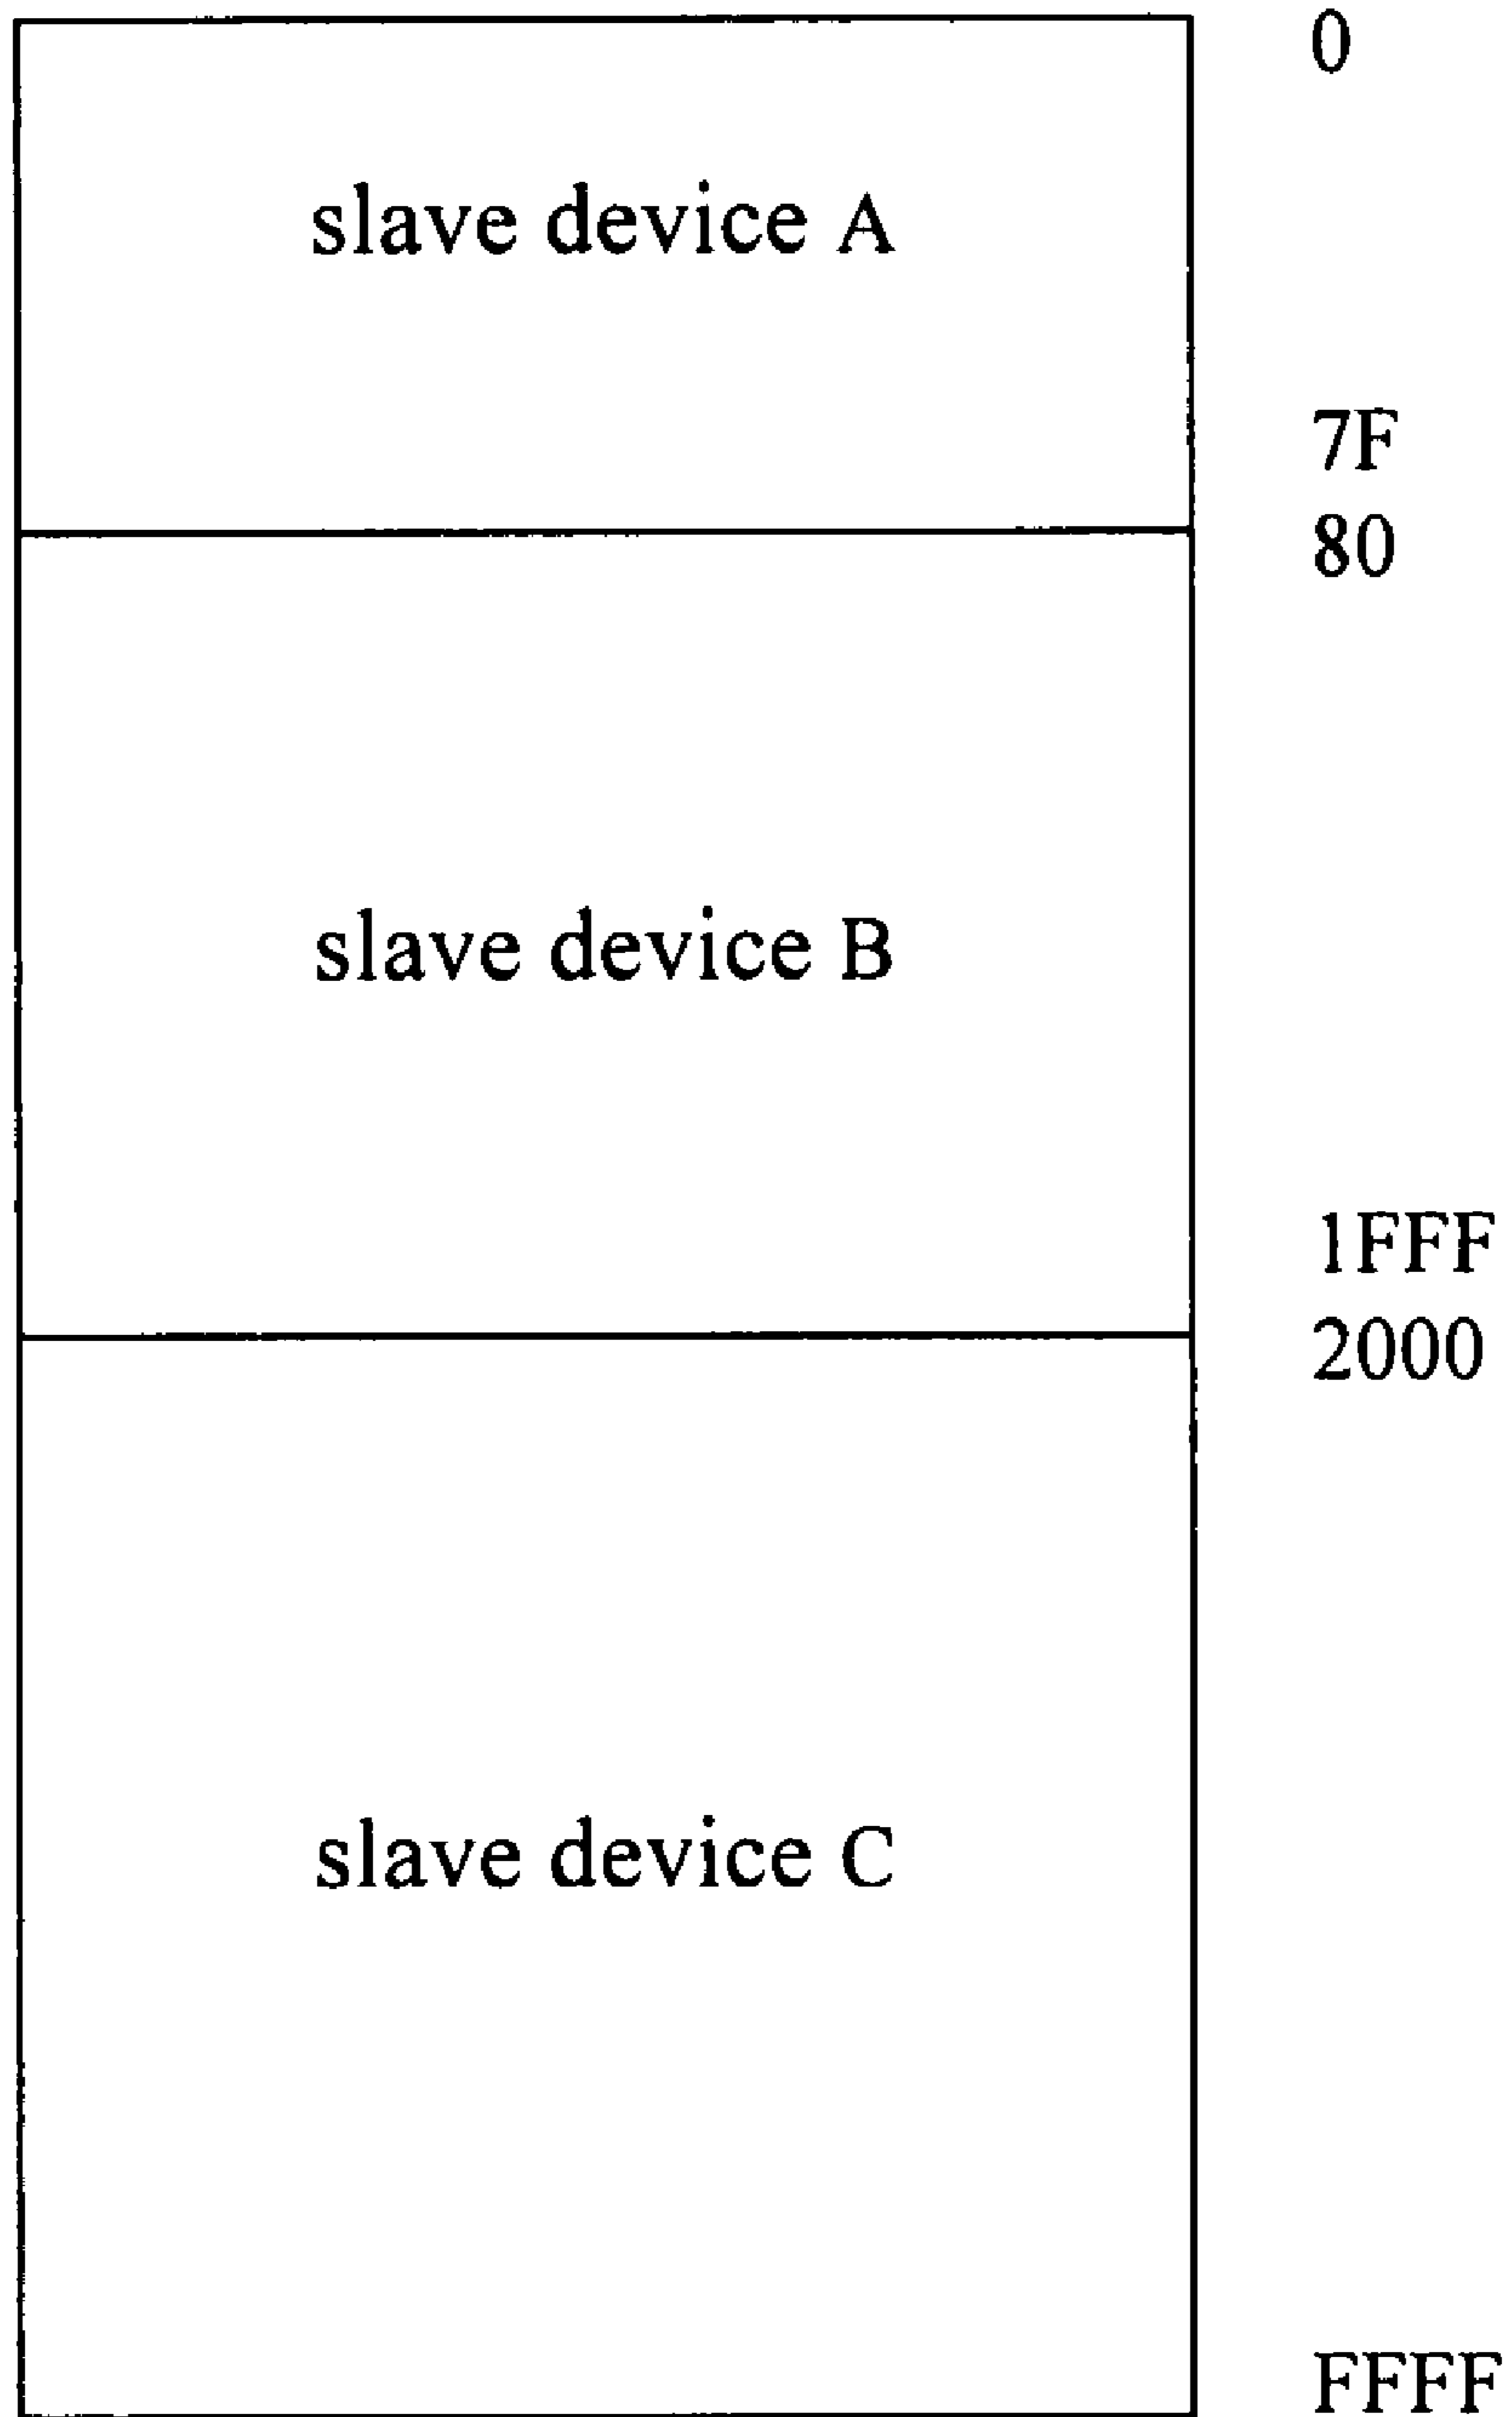 0
slave device A
7F
80
slave device B
1FFF
2000
slave device C
FFFF